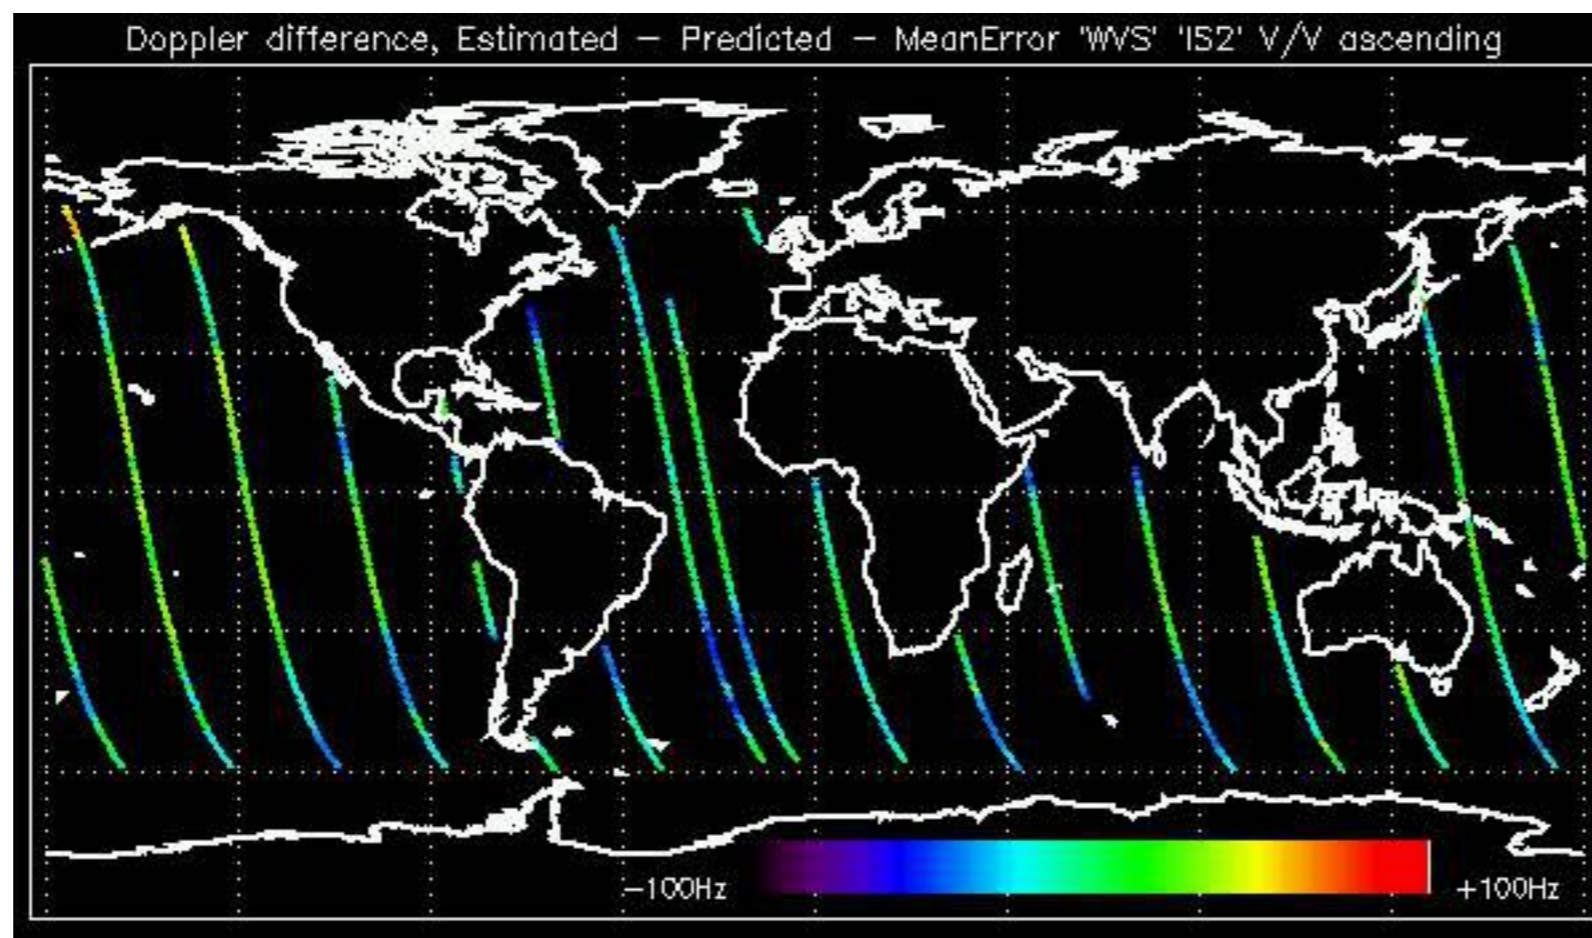 Doppler difference, Estimated – Predicted – MeanError 'WVS' 'IS2' V/V ascending
–100Hz
+100Hz